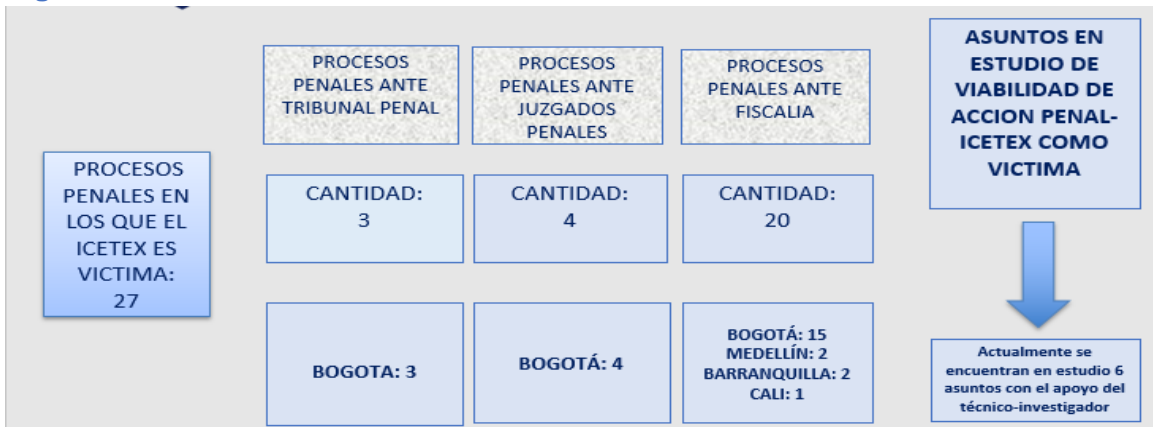 PROCESOS
PENALES EN
LOS QUE EL
ICETEX ES
VICTIMA:
27
PROCESOS
PENALES ANTE
TRIBUNAL PENAL
CANTIDAD:
3
BOGOTA: 3
PROCESOS
PENALES ANTE
JUZGADOS
PENALES
CANTIDAD:
4
BOGOTÁ: 4
PROCESOS
PENALES ANTE
FISCALIA
CANTIDAD:
20
BOGOTÁ: 15
MEDELLÍN: 2
BARRANQUILLA: 2
CALI: 1
ASUNTOS EN
ESTUDIO DE
VIABILIDAD DE
ACCION PENAL-
ICETEX COMO
VICTIMA
Actualmente se
encuentran en estudio 6
asuntos con el apoyo del
técnico-investigador